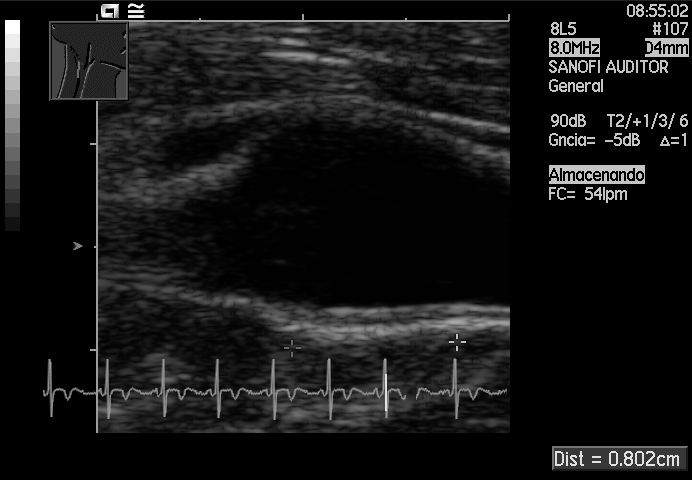 08:55:02
8L5 #107
8.0MHz 04mm
SANOFI AUDITOR
General
90dB T2/+1/3/ 6
Gncia= -5dB Δ=1
Almacenando
FC= 54lpm
Dist = 0.802cm